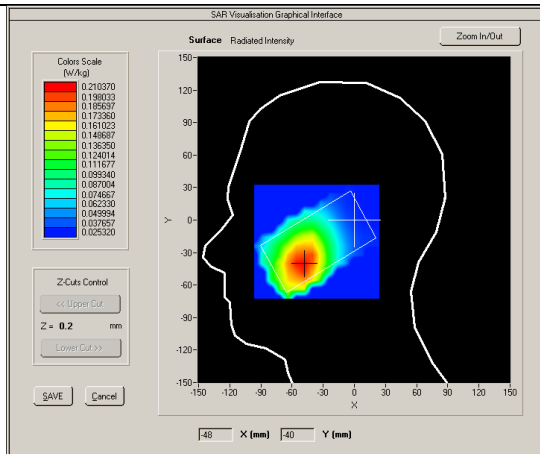 SAR Visualisation Graphical Interface
Surface Radiated Intensity
Zoom In/Out
Colors Scale
(W/kg)
0.210370
0.198033
0.185697
0.173360
0.161023
0.148687
0.136350
0.124014
0.111677
0.099340
0.087004
0.074667
0.062330
0.049994
0.037657
0.025320
Z-Cuts Control
<< Upper Cut
Z = 0.2 mm
Lower Cut >>
SAVE Cancel
150-
120-
90-
60-
30-
0-
-30-
-60-
-90-
-120-
-150-
Y
-150 -120 -90 -60 -30 0 30 60 90 120 150
X
-48 X (mm) -40 Y (mm)